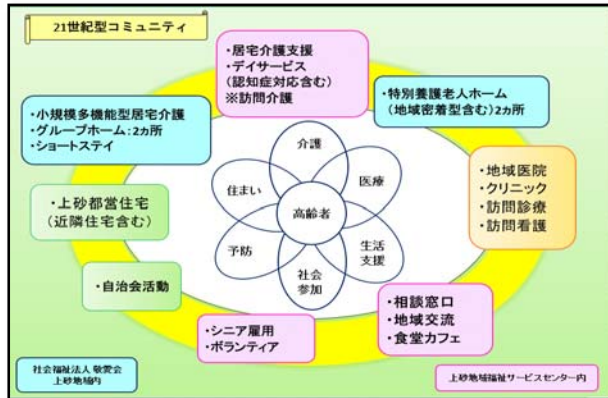 21世紀型コミュニティ
・居宅介護支援
・デイサービス
（認知症対応含む）
※訪問介護
・小規模多機能型居宅介護
・グループホーム：2ヵ所
・ショートステイ
・特別養護老人ホーム
（地域密着型含む）2ヵ所
介護
住まい
医療
高齢者
予防
生活
支援
社会
参加
・上砂都営住宅
（近隣住宅含む）
・地域医院
・クリニック
・訪問診療
・訪問看護
・自治会活動
・シニア雇用
・ボランティア
・相談窓口
・地域交流
・食堂カフェ
社会福祉法人 敬愛会
上砂地域内
上砂地域福祉サービスセンター内